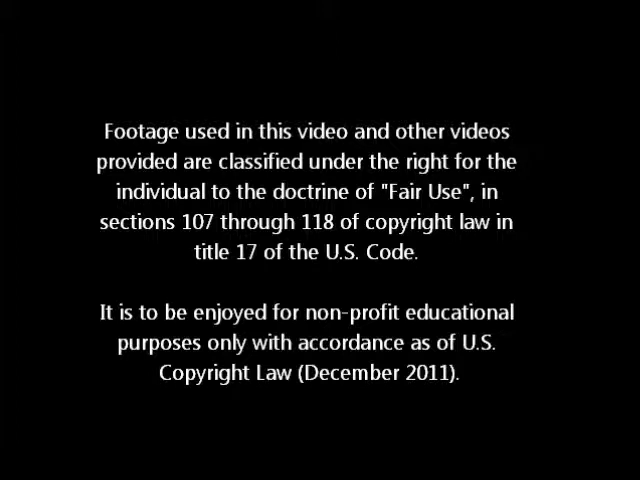 Footage used in this video and other videos
provided are classified under the right for the
individual to the doctrine of "Fair Use", in
sections 107 through 118 of copyright law in
title 17 of the U.S. Code.
It is to be enjoyed for non-profit educational
purposes only with accordance as of U.S.
Copyright Law (December 2011).